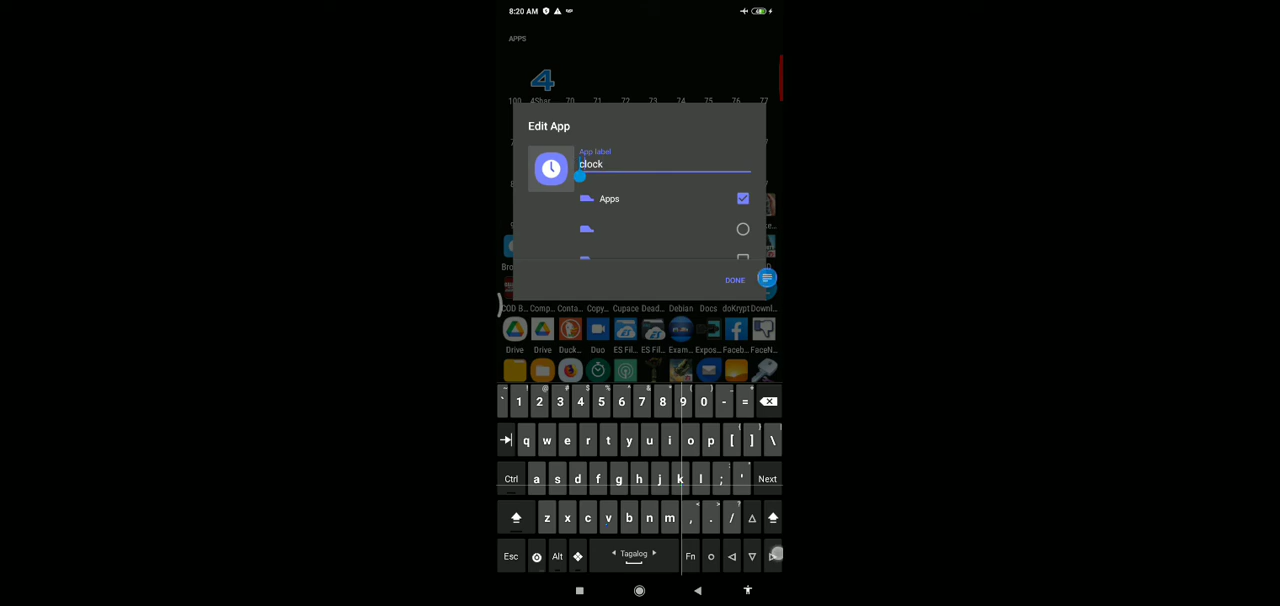 8:20 AM
APPS
100 4Shar 70 71 72 73 74 75 76 77
Edit App
App label
clock
Apps
DONE
COD B... Comp... Conta... Copy... Cupace Dead... Debian Docs doKrypt Downl...
Drive Drive Duck... Duo ES Fil... ES Fil... Exam... Expos... Faceb... FaceN...
` 1 2 3 4 5 6 7 8 9 0 - =
q w e r t y u i o p [ ] \
Ctrl a s d f g h j k l ; ' Next
z x c v b n m , . /
Esc Alt Tagalog Fn